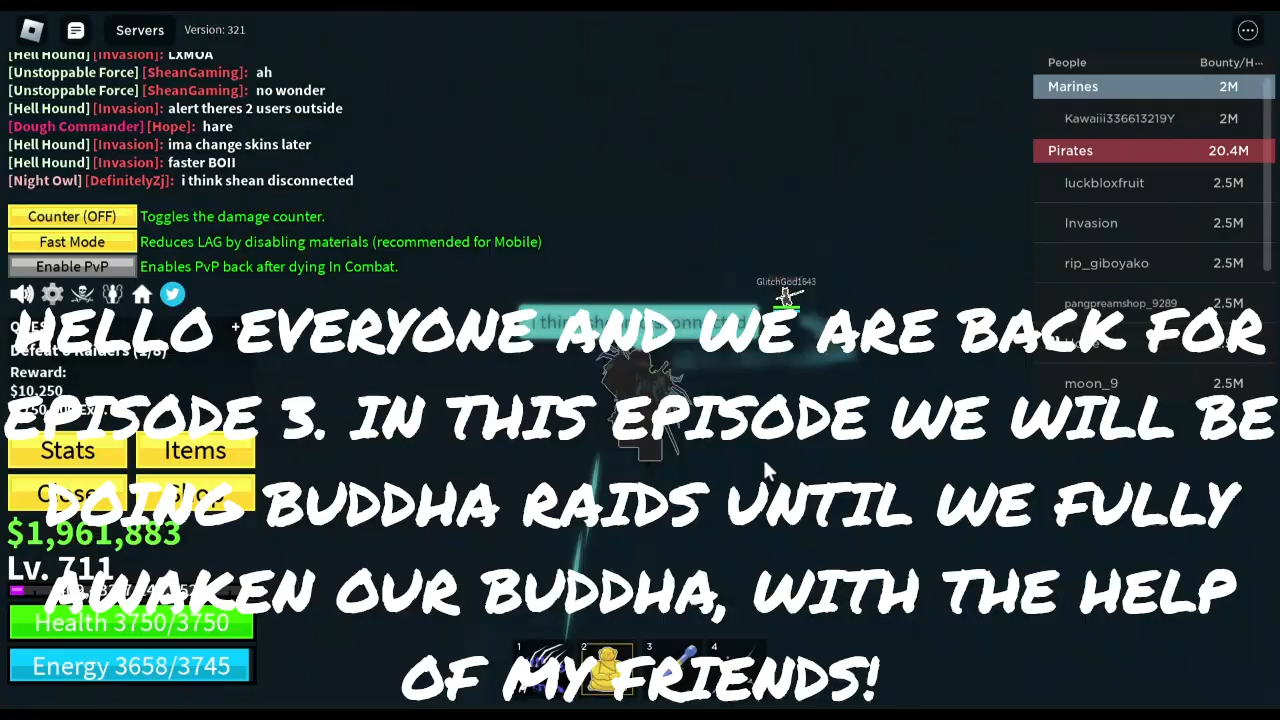 Servers
Version: 321
[Hell Hound] [Invasion]: LXMOA
[Unstoppable Force] [SheanGaming]: ah
[Unstoppable Force] [SheanGaming]: no wonder
[Hell Hound] [Invasion]: alert theres 2 users outside
[Dough Commander] [Hope]: hare
[Hell Hound] [Invasion]: ima change skins later
[Hell Hound] [Invasion]: faster BOII
[Night Owl] [DefinitelyZj]: i think shean disconnected
Counter (OFF) Toggles the damage counter.
Fast Mode Reduces LAG by disabling materials (recommended for Mobile)
Enable PvP Enables PvP back after dying In Combat.
People Bounty/H...
Marines 2M
Kawaiii336613219Y 2M
Pirates 20.4M
luckbloxfruit 2.5M
Invasion 2.5M
rip_giboyako 2.5M
pangpreamshop_9289 2.5M
moon_9 2.5M
GlitchGod1643
HELLO EVERYONE AND WE ARE BACK FOR
EPISODE 3. IN THIS EPISODE WE WILL BE
DOING BUDDHA RAIDS UNTIL WE FULLY
AWAKEN OUR BUDDHA, WITH THE HELP
OF MY FRIENDS!
Reward:
$10,250
Stats Items
Close Shop
$1,961,883
Lv. 711
Health 3750/3750
Energy 3658/3745
1 2 3 4